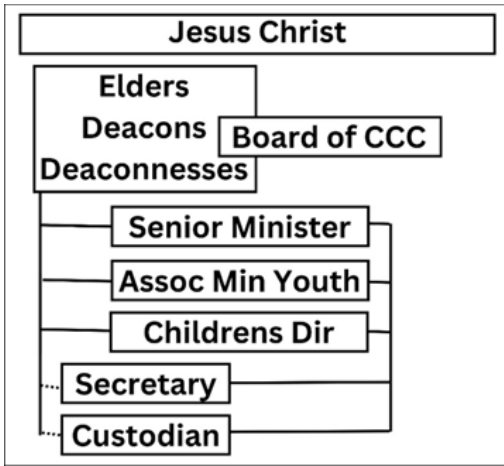 Jesus Christ
Elders
Deacons
Board of CCC
Deaconnesses
Senior Minister
Assoc Min Youth
Childrens Dir
Secretary
Custodian